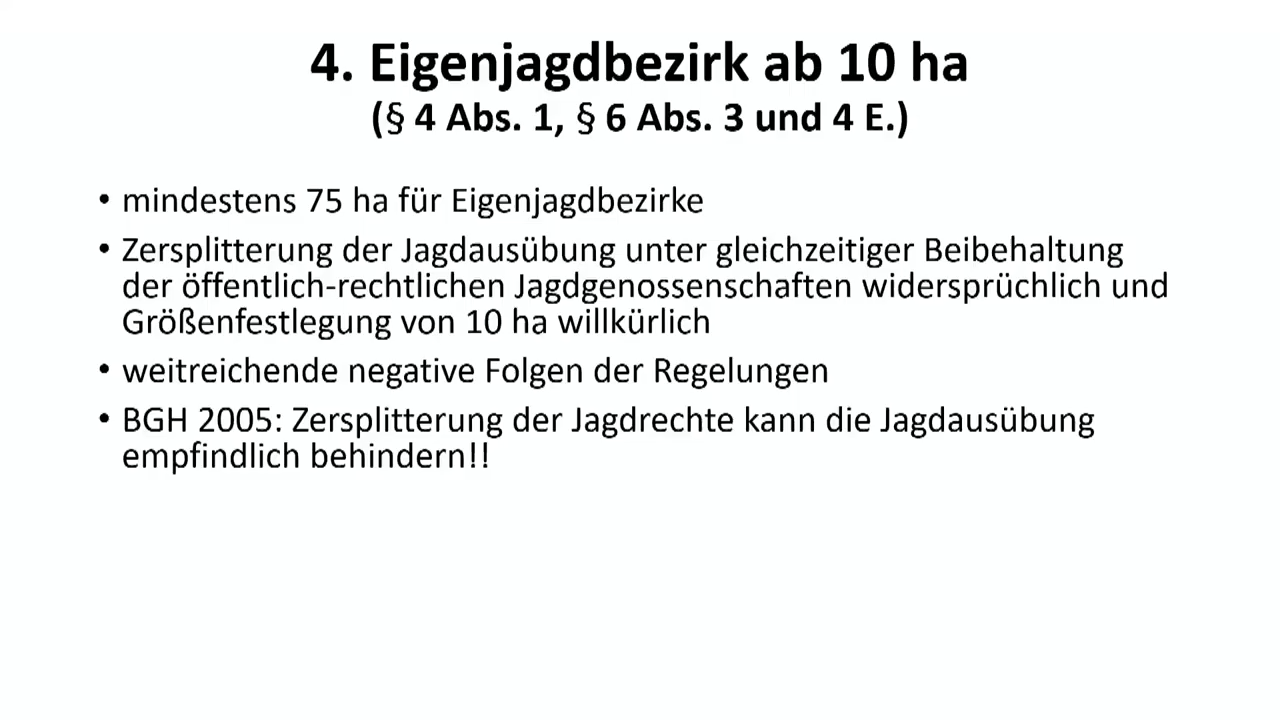 4. Eigenjagdbezirk ab 10 ha
(§ 4 Abs. 1, § 6 Abs. 3 und 4 E.)
• mindestens 75 ha für Eigenjagdbezirke
• Zersplitterung der Jagdausübung unter gleichzeitiger Beibehaltung
der öffentlich-rechtlichen Jagdgenossenschaften widersprüchlich und
Größenfestlegung von 10 ha willkürlich
• weitreichende negative Folgen der Regelungen
• BGH 2005: Zersplitterung der Jagdrechte kann die Jagdausübung
empfindlich behindern!!